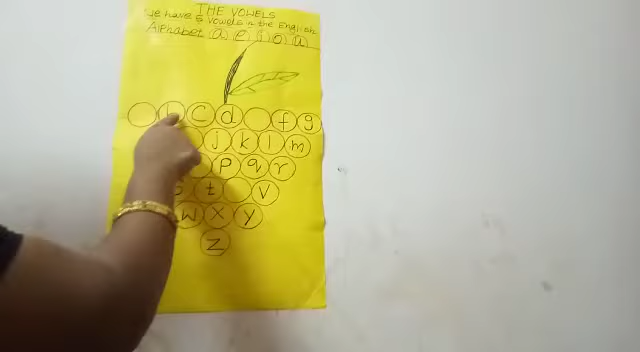 THE VOWELS
we have 5 vowels in the English
Alphabet a e i o u
b c d f g
j k l m
p q r
s t v
w x y
z